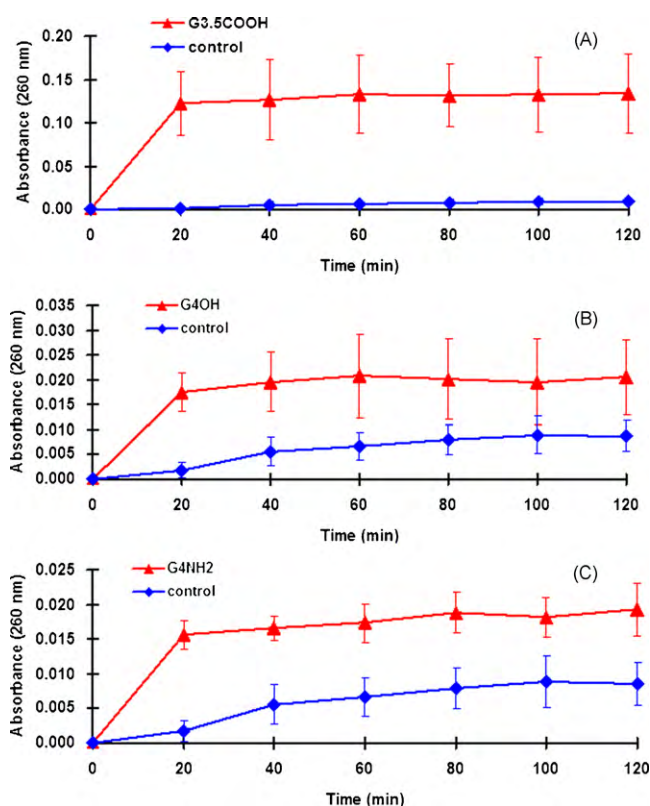 G3.5COOH
control
(A)
Absorbance (260 nm)
0.20
0.15
0.10
0.05
0.00
0 20 40 60 80 100 120
Time (min)
G4OH
control
(B)
Absorbance (260 nm)
0.035
0.030
0.025
0.020
0.015
0.010
0.005
0.000
0 20 40 60 80 100 120
Time (min)
G4NH2
control
(C)
Absorbance (260 nm)
0.025
0.020
0.015
0.010
0.005
0.000
0 20 40 60 80 100 120
Time (min)